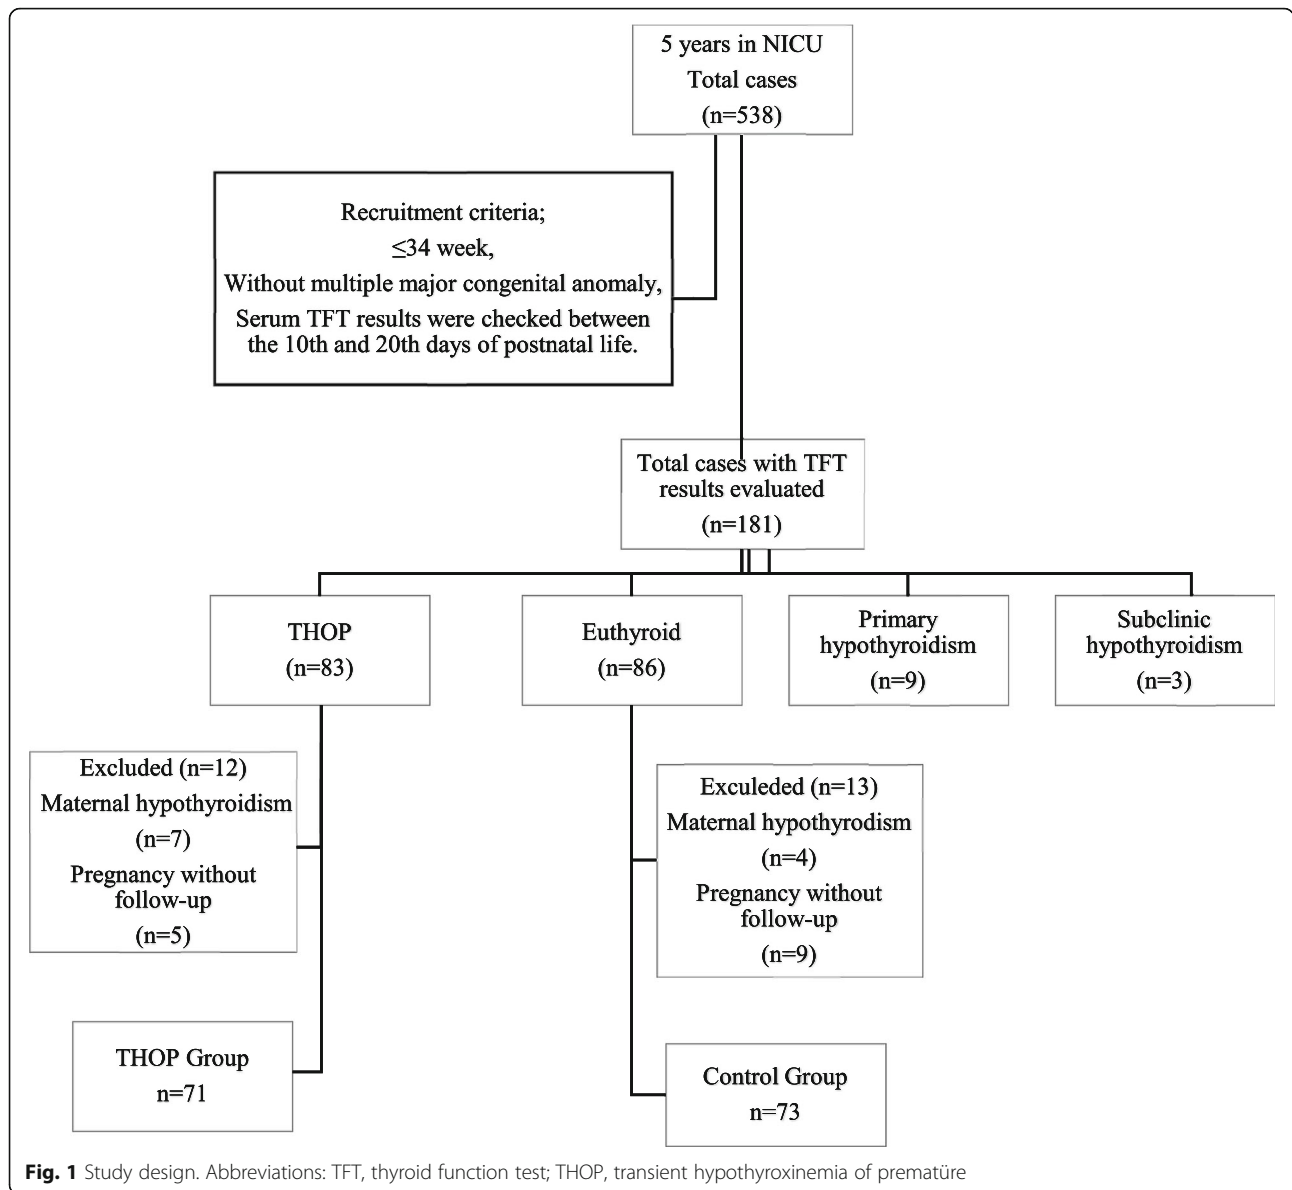 5 years in NICU
Total cases
(n=538)
Recruitment criteria;
≤34 week,
Without multiple major congenital anomaly,
Serum TFT results were checked between
the 10th and 20th days of postnatal life.
Total cases with TFT
results evaluated
(n=181)
THOP
(n=83)
Euthyroid
(n=86)
Primary
hypothyroidism
(n=9)
Subclinic
hypothyroidism
(n=3)
Excluded (n=12)
Maternal hypothyroidism
(n=7)
Pregnancy without
follow-up
(n=5)
Exculeded (n=13)
Maternal hypothyrodism
(n=4)
Pregnancy without
follow-up
(n=9)
THOP Group
n=71
Control Group
n=73
Fig. 1 Study design. Abbreviations: TFT, thyroid function test; THOP, transient hypothyroxinemia of prematüre